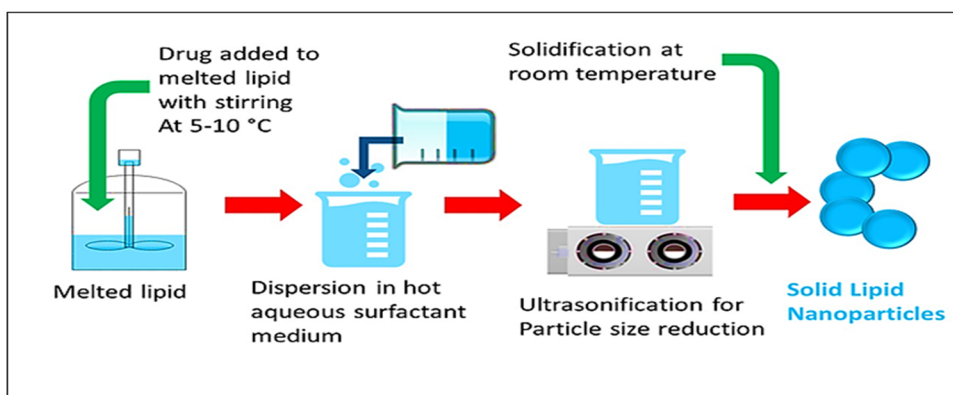 Drug added to
melted lipid
with stirring
At 5-10 °C
Solidification at
room temperature
Melted lipid
Dispersion in hot
aqueous surfactant
medium
Ultrasonification for
Particle size reduction
Solid Lipid
Nanoparticles